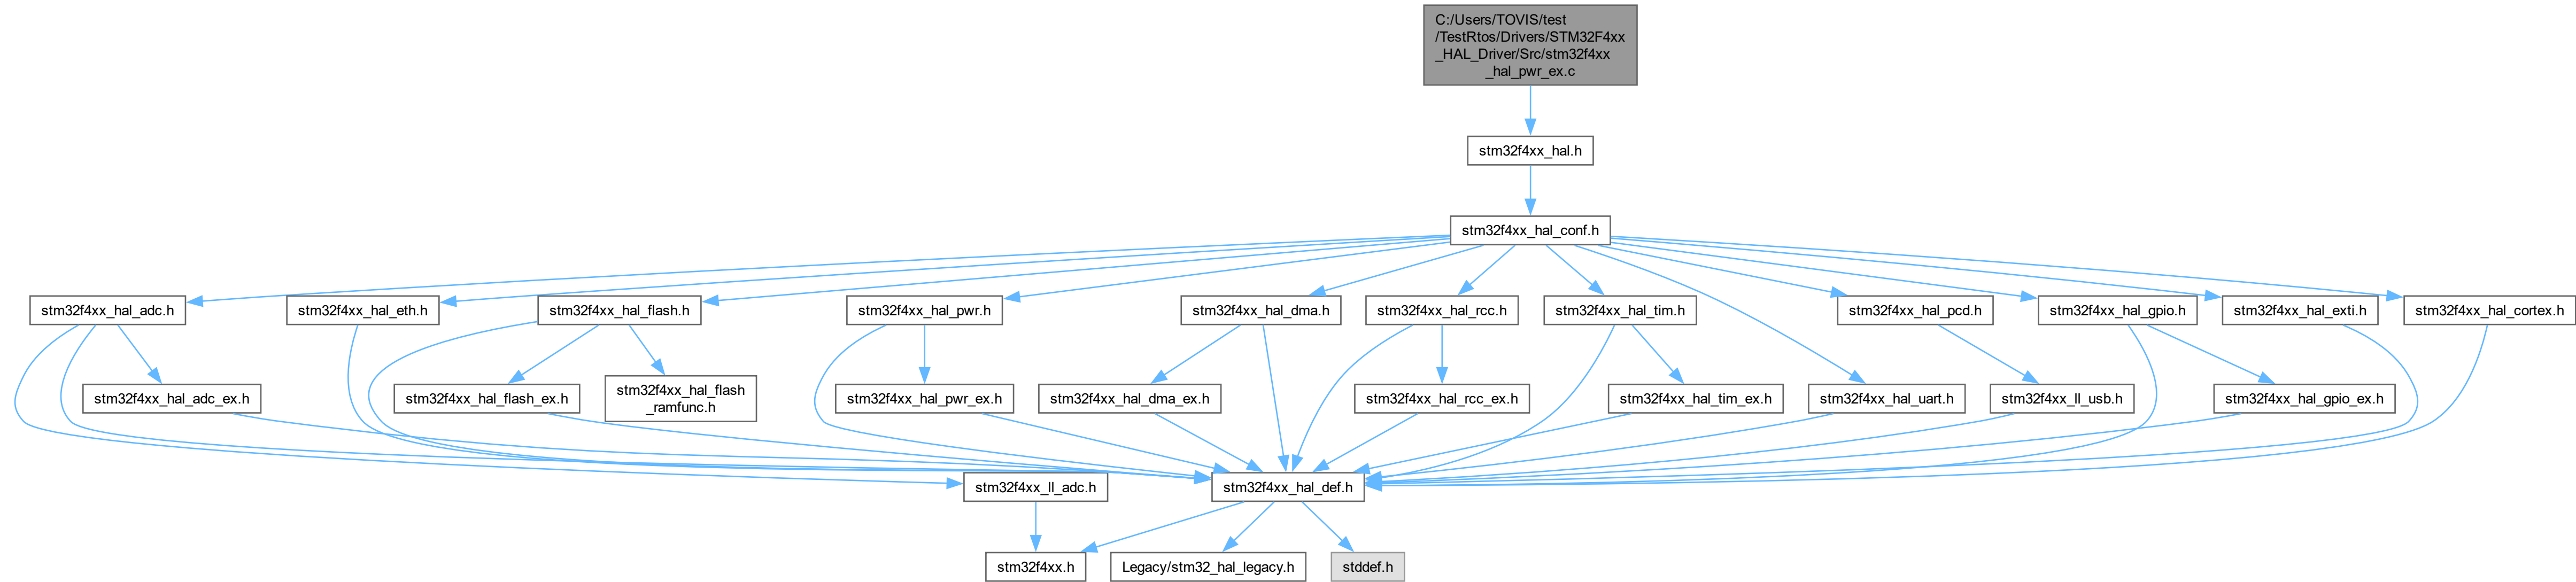 C:/Users/TOVIS/test
/TestRtos/Drivers/STM32F4xx
_HAL_Driver/Src/stm32f4xx
_hal_pwr_ex.c
stm32f4xx_hal.h
stm32f4xx_hal_conf.h
stm32f4xx_hal_adc.h
stm32f4xx_hal_eth.h
stm32f4xx_hal_flash.h
stm32f4xx_hal_pwr.h
stm32f4xx_hal_dma.h
stm32f4xx_hal_rcc.h
stm32f4xx_hal_tim.h
stm32f4xx_hal_pcd.h
stm32f4xx_hal_gpio.h
stm32f4xx_hal_exti.h
stm32f4xx_hal_cortex.h
stm32f4xx_hal_adc_ex.h
stm32f4xx_hal_flash_ex.h
stm32f4xx_hal_flash
_ramfunc.h
stm32f4xx_hal_pwr_ex.h
stm32f4xx_hal_dma_ex.h
stm32f4xx_hal_rcc_ex.h
stm32f4xx_hal_tim_ex.h
stm32f4xx_hal_uart.h
stm32f4xx_ll_usb.h
stm32f4xx_hal_gpio_ex.h
stm32f4xx_ll_adc.h
stm32f4xx_hal_def.h
stm32f4xx.h
Legacy/stm32_hal_legacy.h
stddef.h